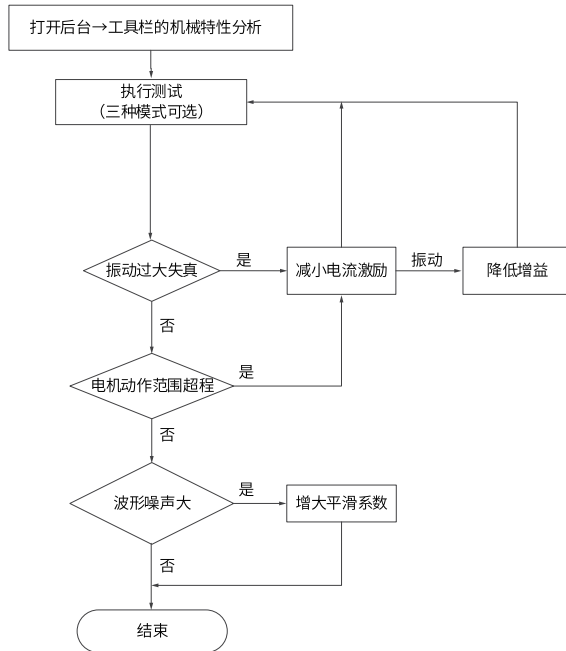 打开后台→工具栏的机械特性分析
执行测试
（三种模式可选）
振动过大失真
是
减小电流激励
振动
降低增益
否
电机动作范围超程
是
否
波形噪声大
是
增大平滑系数
否
结束